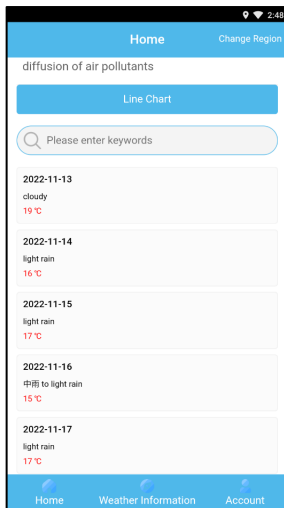 2:48
Home
Change Region
diffusion of air pollutants
Line Chart
Please enter keywords
2022-11-13
cloudy
19 ℃
2022-11-14
light rain
16 ℃
2022-11-15
light rain
17 ℃
2022-11-16
中雨 to light rain
15 ℃
2022-11-17
light rain
17 ℃
Home
Weather Information
Account